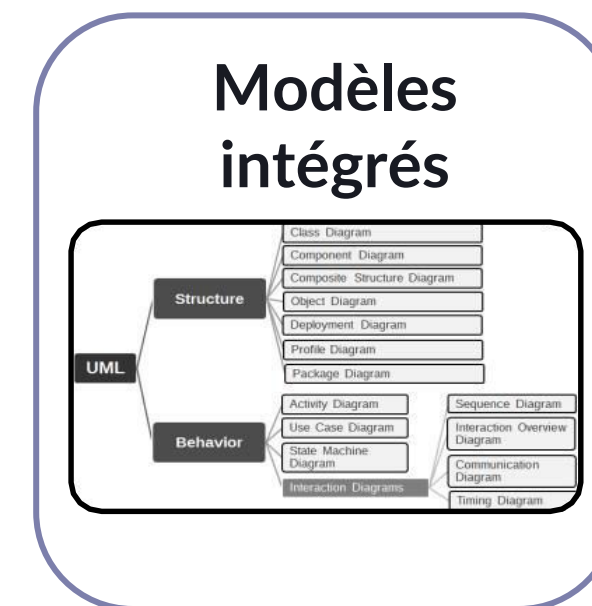 Modèles
intégrés
Class Diagram
Component Diagram
Composite Structure Diagram
Structure
Object Diagram
Deployment Diagram
Profile Diagram
UML
Package Diagram
Activity Diagram
Use Case Diagram
Behavior
State Machine
Diagram
Interaction Diagrams
Sequence Diagram
Interaction Overview
Diagram
Communication
Diagram
Timing Diagram